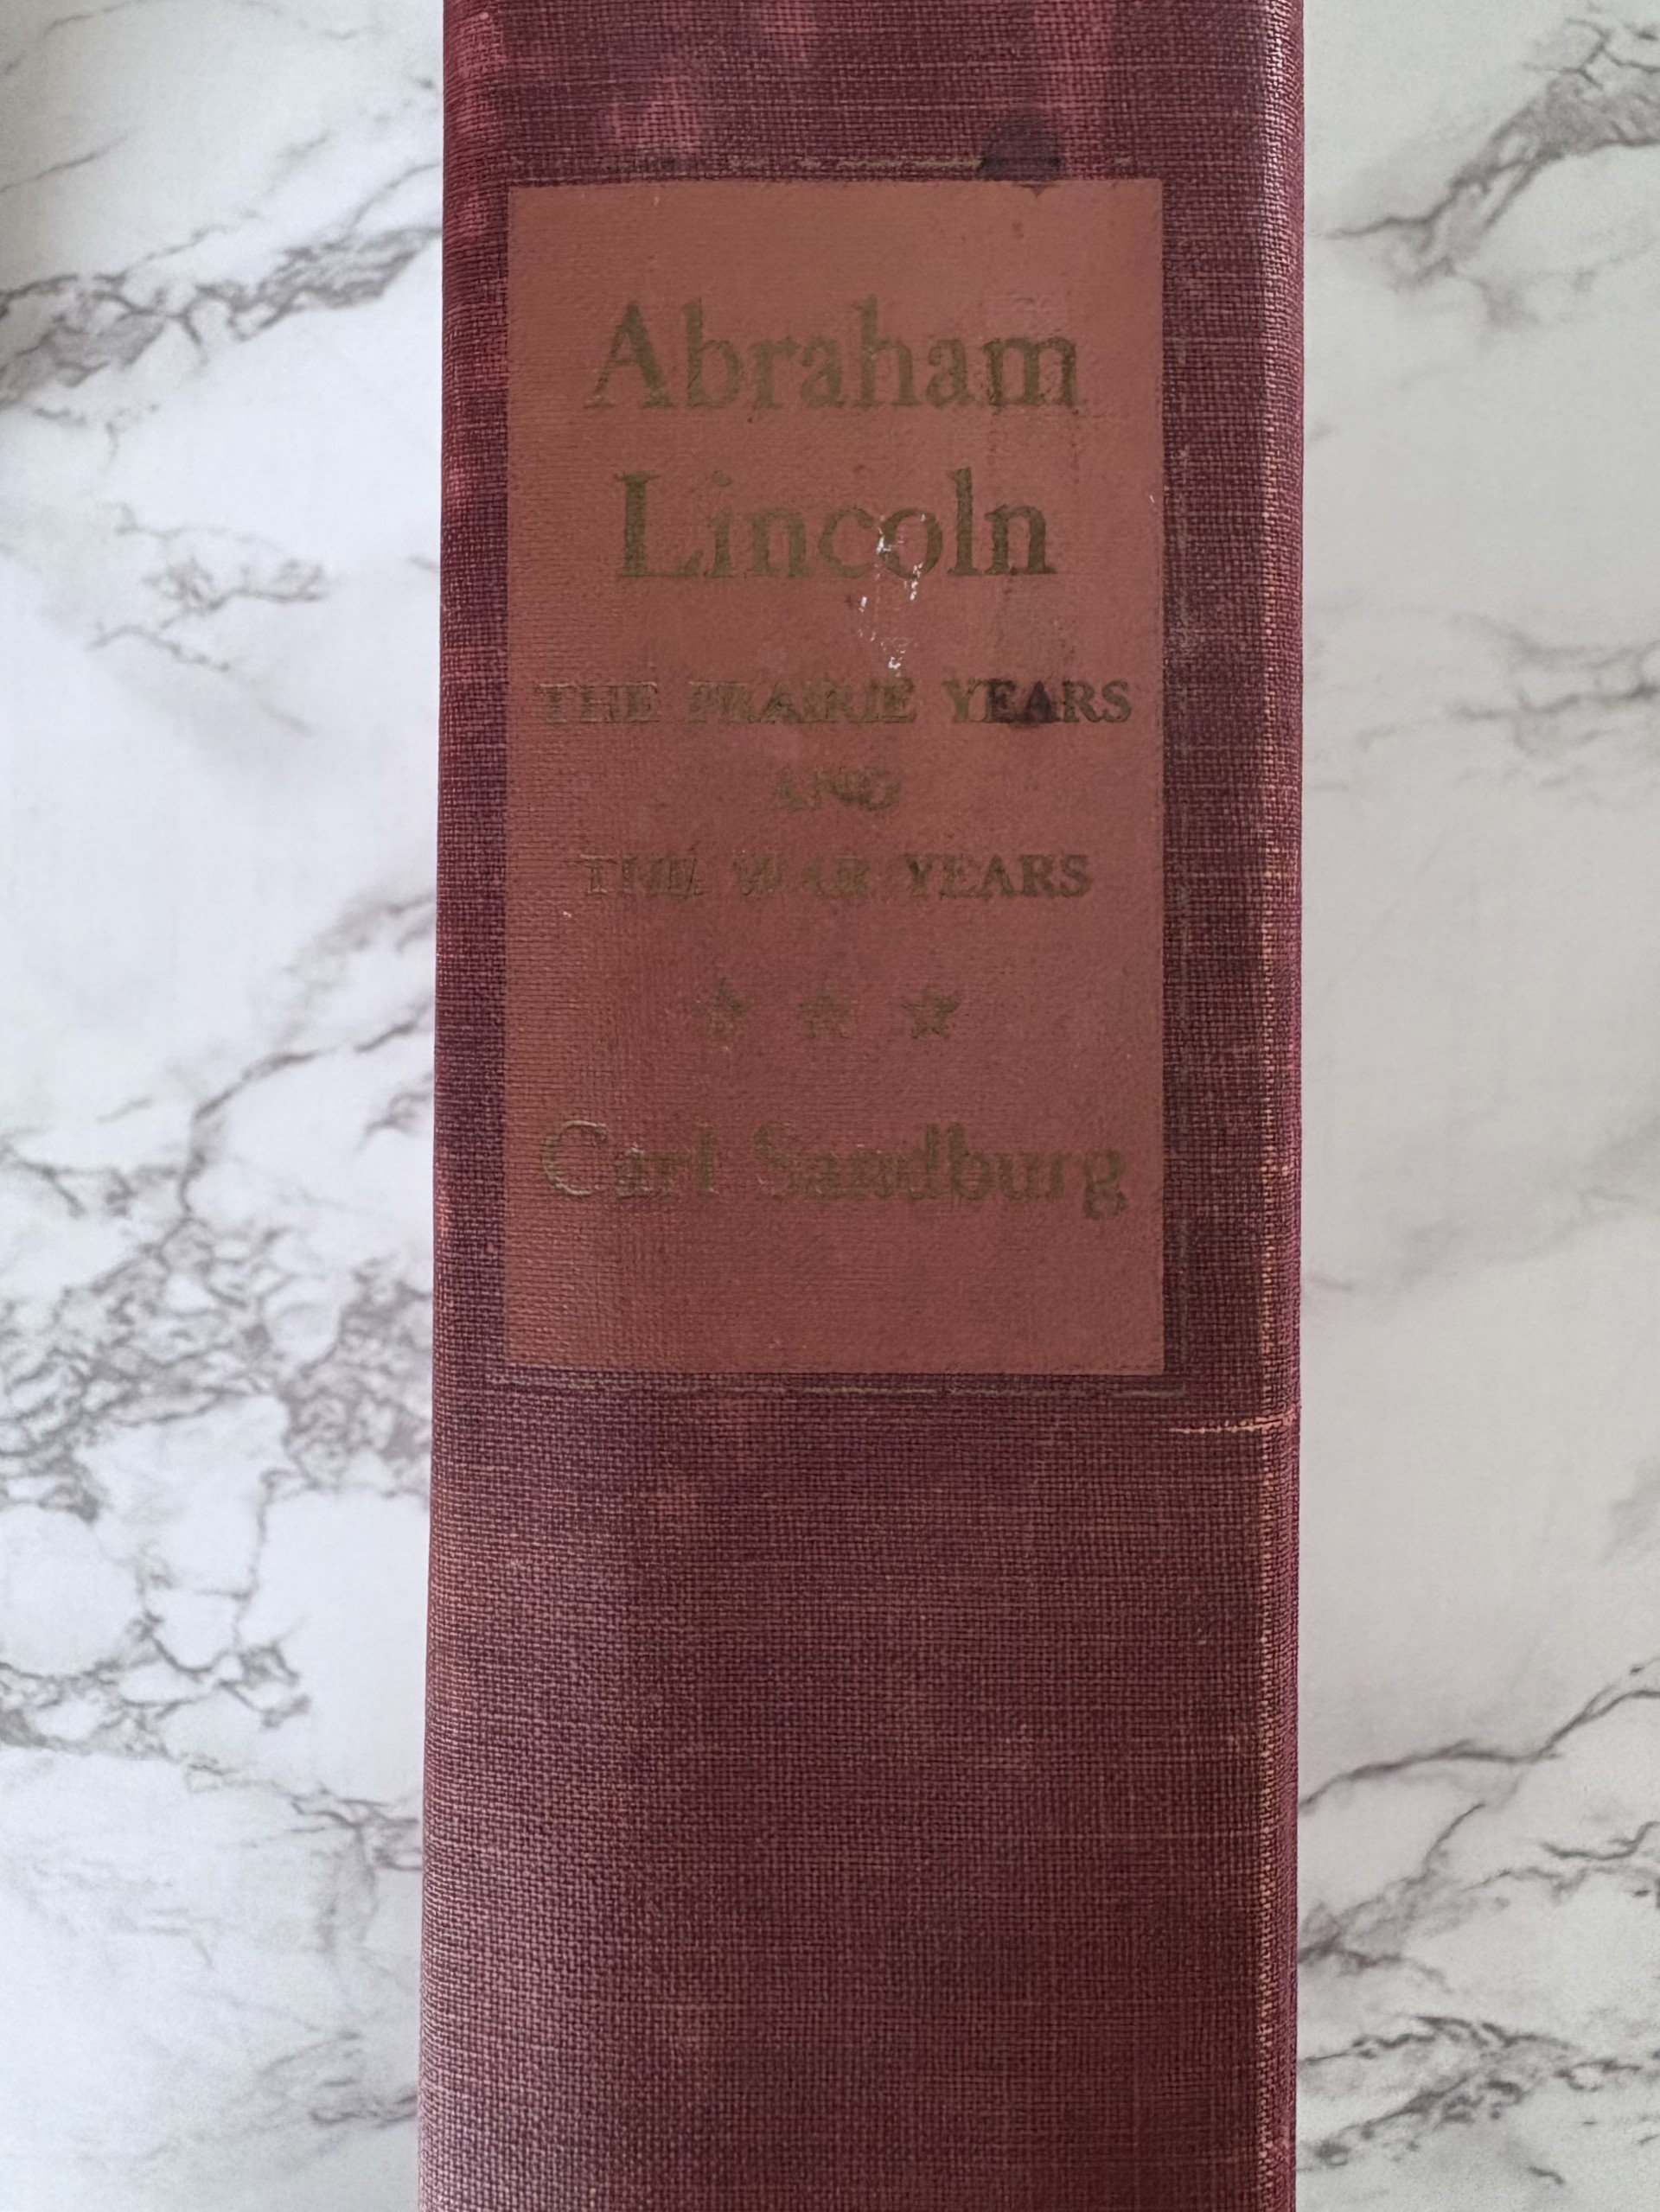 Abraham
Lincoln
THE PRAIRIE YEARS
AND
THE WAR YEARS
Carl Sandburg